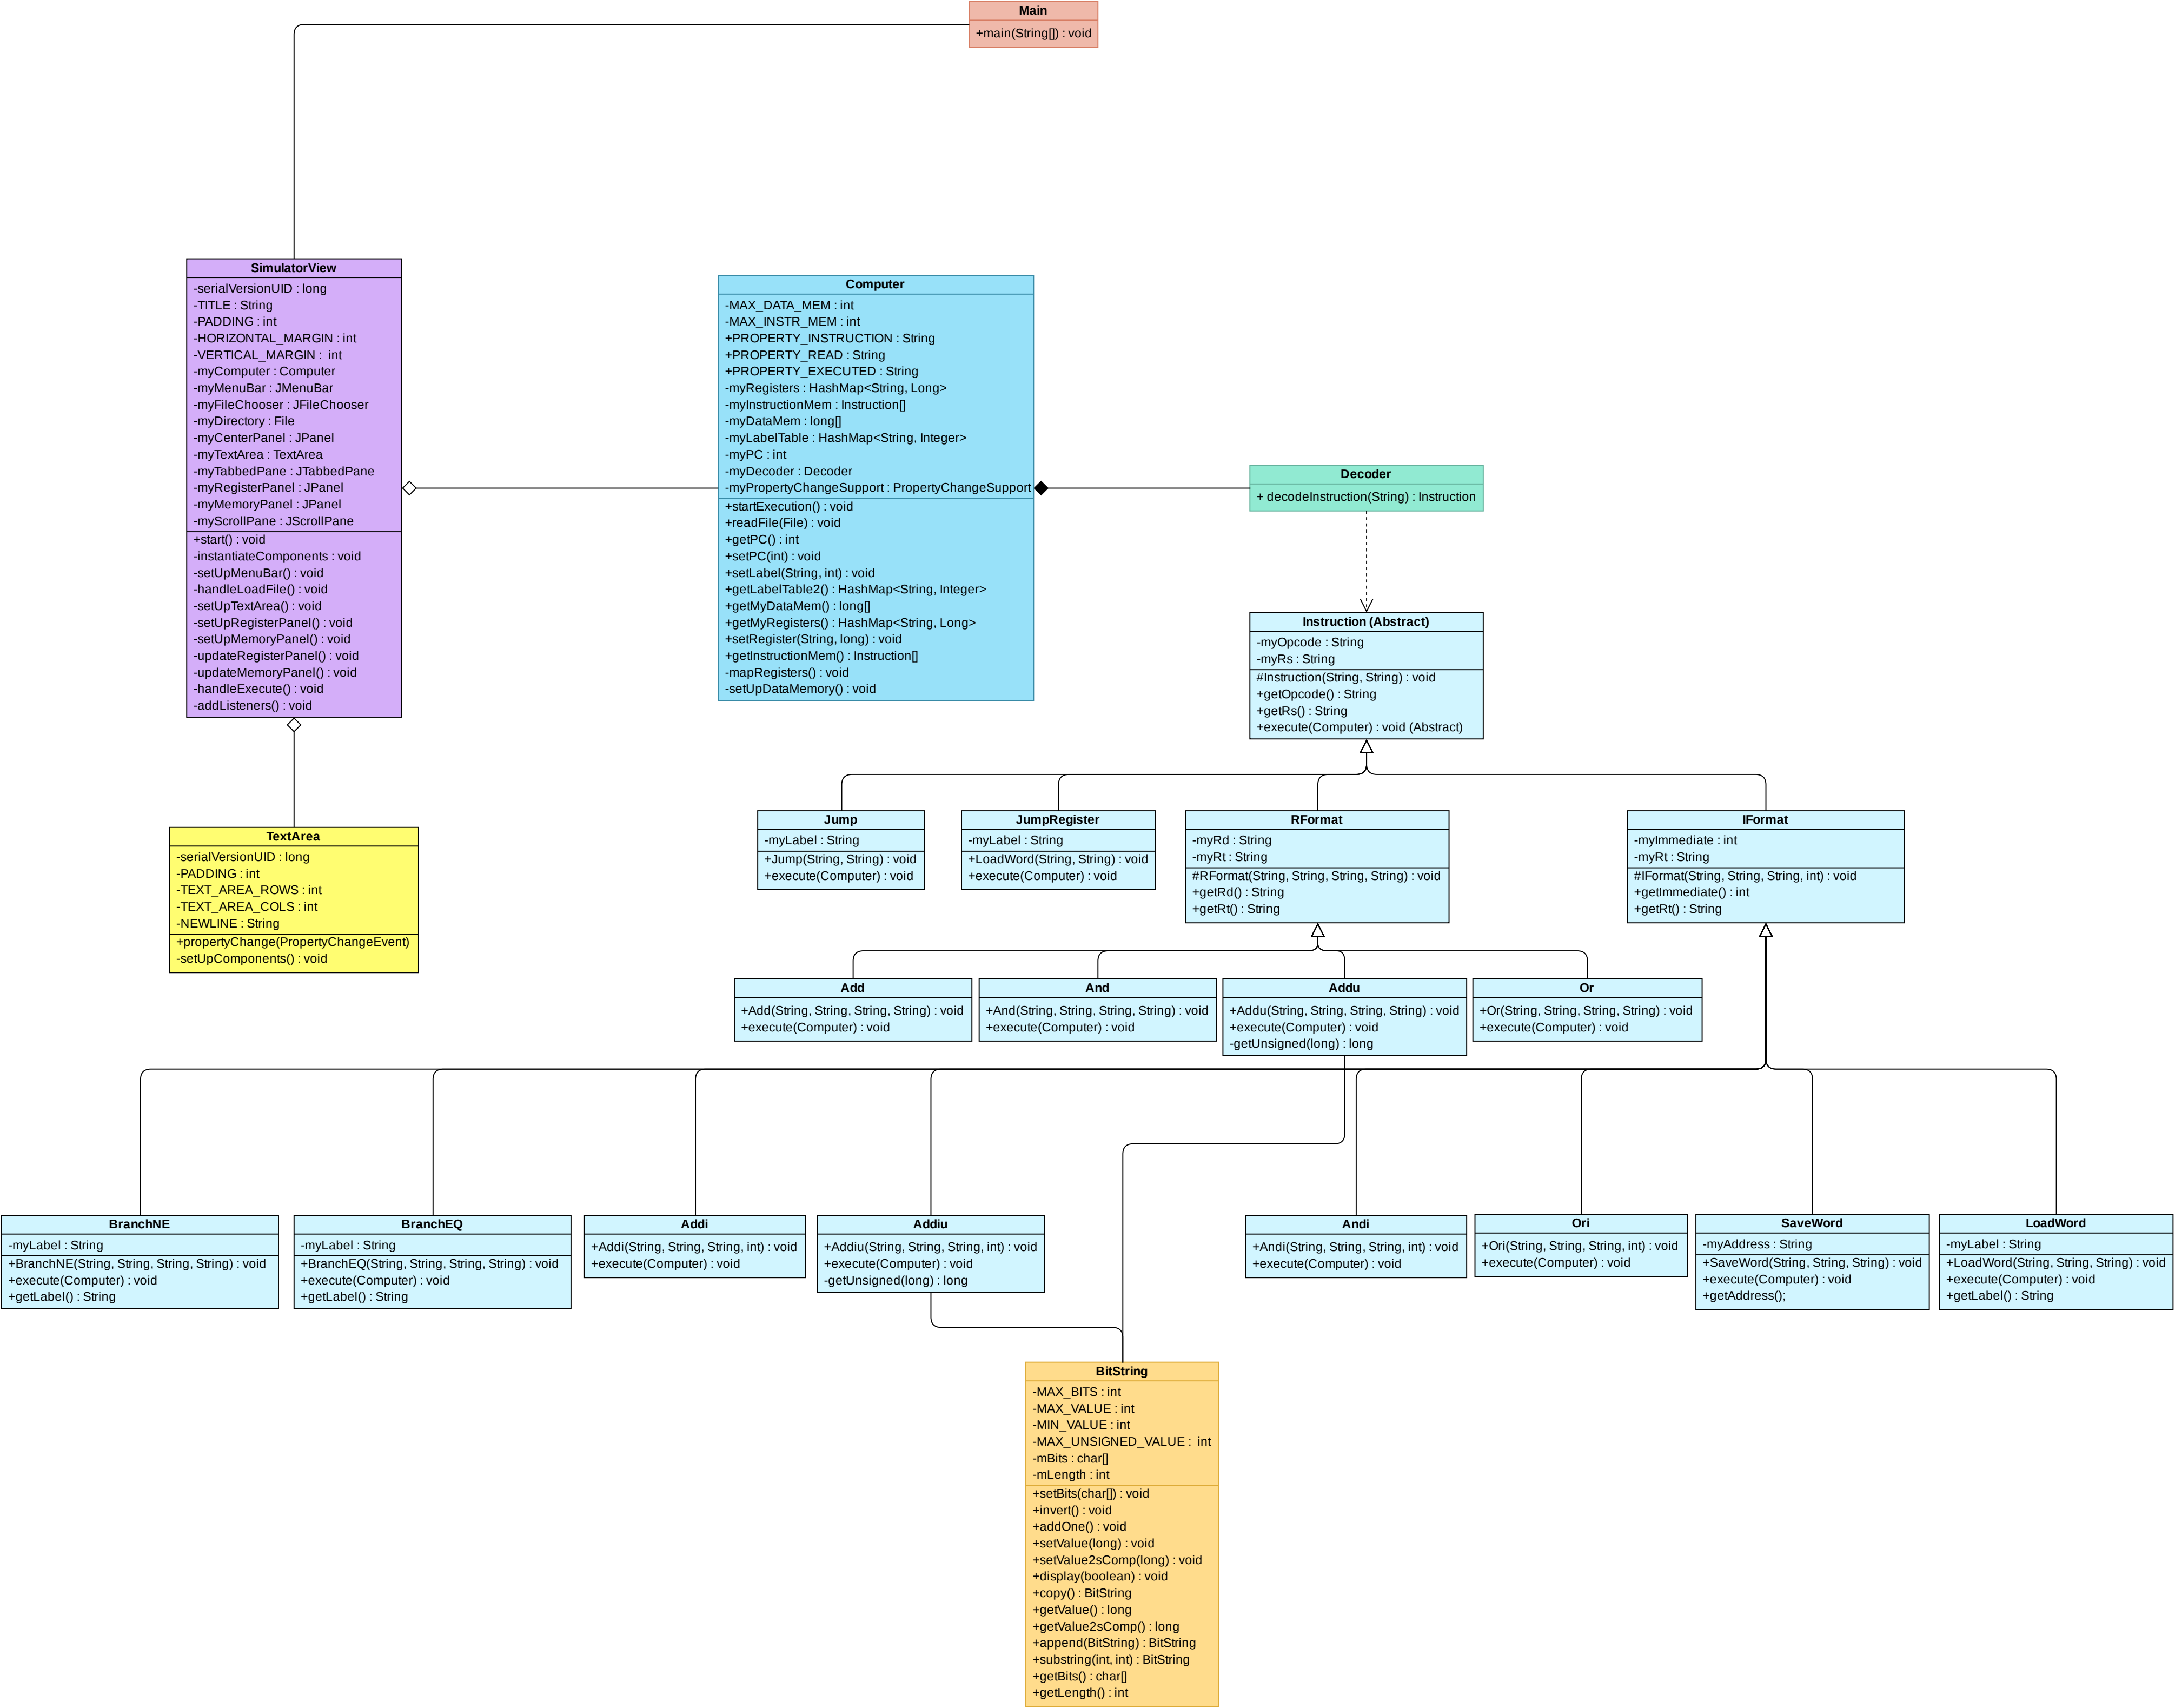 Main
+main(String[]) : void
SimulatorView
-serialVersionUID : long
-TITLE : String
-PADDING : int
-HORIZONTAL_MARGIN : int
-VERTICAL_MARGIN :  int
-myComputer : Computer
-myMenuBar : JMenuBar
-myFileChooser : JFileChooser
-myDirectory : File
-myCenterPanel : JPanel
-myTextArea : TextArea
-myTabbedPane : JTabbedPane
-myRegisterPanel : JPanel
-myMemoryPanel : JPanel
-myScrollPane : JScrollPane
+start() : void
-instantiateComponents : void
-setUpMenuBar() : void
-handleLoadFile() : void
-setUpTextArea() : void
-setUpRegisterPanel() : void
-setUpMemoryPanel() : void
-updateRegisterPanel() : void
-updateMemoryPanel() : void
-handleExecute() : void
-addListeners() : void
Computer
-MAX_DATA_MEM : int
-MAX_INSTR_MEM : int
+PROPERTY_INSTRUCTION : String
+PROPERTY_READ : String
+PROPERTY_EXECUTED : String
-myRegisters : HashMap<String, Long>
-myInstructionMem : Instruction[]
-myDataMem : long[]
-myLabelTable : HashMap<String, Integer>
-myPC : int
-myDecoder : Decoder
-myPropertyChangeSupport : PropertyChangeSupport
+startExecution() : void
+readFile(File) : void
+getPC() : int
+setPC(int) : void
+setLabel(String, int) : void
+getLabelTable2() : HashMap<String, Integer>
+getMyDataMem() : long[]
+getMyRegisters() : HashMap<String, Long>
+setRegister(String, long) : void
+getInstructionMem() : Instruction[]
-mapRegisters() : void
-setUpDataMemory() : void
Decoder
+ decodeInstruction(String) : Instruction
Instruction (Abstract)
-myOpcode : String
-myRs : String
#Instruction(String, String) : void
+getOpcode() : String
+getRs() : String
+execute(Computer) : void (Abstract)
TextArea
-serialVersionUID : long
-PADDING : int
-TEXT_AREA_ROWS : int
-TEXT_AREA_COLS : int
-NEWLINE : String
+propertyChange(PropertyChangeEvent)
-setUpComponents() : void
Jump
-myLabel : String
+Jump(String, String) : void
+execute(Computer) : void
JumpRegister
-myLabel : String
+LoadWord(String, String) : void
+execute(Computer) : void
RFormat
-myRd : String
-myRt : String
#RFormat(String, String, String, String) : void
+getRd() : String
+getRt() : String
IFormat
-myImmediate : int
-myRt : String
#IFormat(String, String, String, int) : void
+getImmediate() : int
+getRt() : String
Add
+Add(String, String, String, String) : void
+execute(Computer) : void
And
+And(String, String, String, String) : void
+execute(Computer) : void
Addu
+Addu(String, String, String, String) : void
+execute(Computer) : void
-getUnsigned(long) : long
Or
+Or(String, String, String, String) : void
+execute(Computer) : void
BranchNE
-myLabel : String
+BranchNE(String, String, String, String) : void
+execute(Computer) : void
+getLabel() : String
BranchEQ
-myLabel : String
+BranchEQ(String, String, String, String) : void
+execute(Computer) : void
+getLabel() : String
Addi
+Addi(String, String, String, int) : void
+execute(Computer) : void
Addiu
+Addiu(String, String, String, int) : void
+execute(Computer) : void
-getUnsigned(long) : long
Andi
+Andi(String, String, String, int) : void
+execute(Computer) : void
Ori
+Ori(String, String, String, int) : void
+execute(Computer) : void
SaveWord
-myAddress : String
+SaveWord(String, String, String) : void
+execute(Computer) : void
+getAddress();
LoadWord
-myLabel : String
+LoadWord(String, String, String) : void
+execute(Computer) : void
+getLabel() : String
BitString
-MAX_BITS : int
-MAX_VALUE : int
-MIN_VALUE : int
-MAX_UNSIGNED_VALUE :  int
-mBits : char[]
-mLength : int
+setBits(char[]) : void
+invert() : void
+addOne() : void
+setValue(long) : void
+setValue2sComp(long) : void
+display(boolean) : void
+copy() : BitString
+getValue() : long
+getValue2sComp() : long
+append(BitString) : BitString
+substring(int, int) : BitString
+getBits() : char[]
+getLength() : int